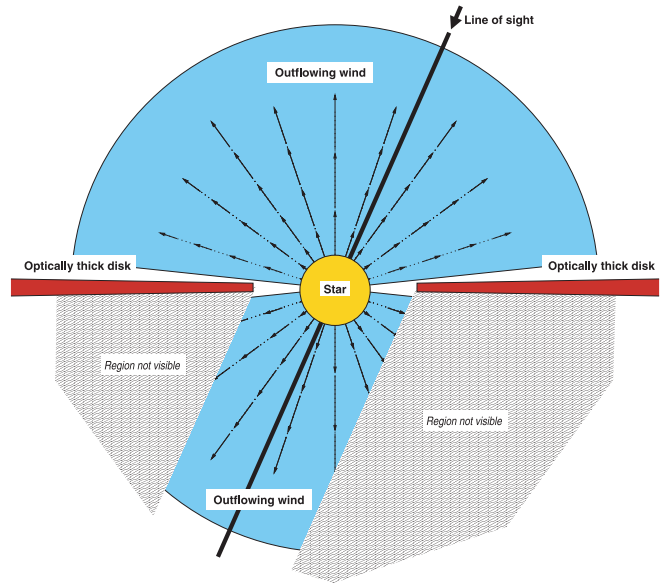 Line of sight
Outflowing wind
Optically thick disk
Optically thick disk
Star
Region not visible
Region not visible
Outflowing wind